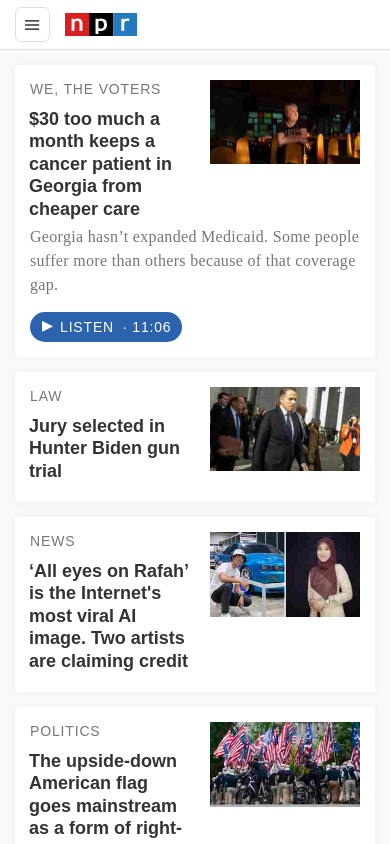 npr
WE, THE VOTERS
$30 too much a
month keeps a
cancer patient in
Georgia from
cheaper care
Georgia hasn’t expanded Medicaid. Some people
suffer more than others because of that coverage
gap.
LISTEN · 11:06
LAW
Jury selected in
Hunter Biden gun
trial
NEWS
‘All eyes on Rafah’
is the Internet's
most viral AI
image. Two artists
are claiming credit
POLITICS
The upside-down
American flag
goes mainstream
as a form of right-